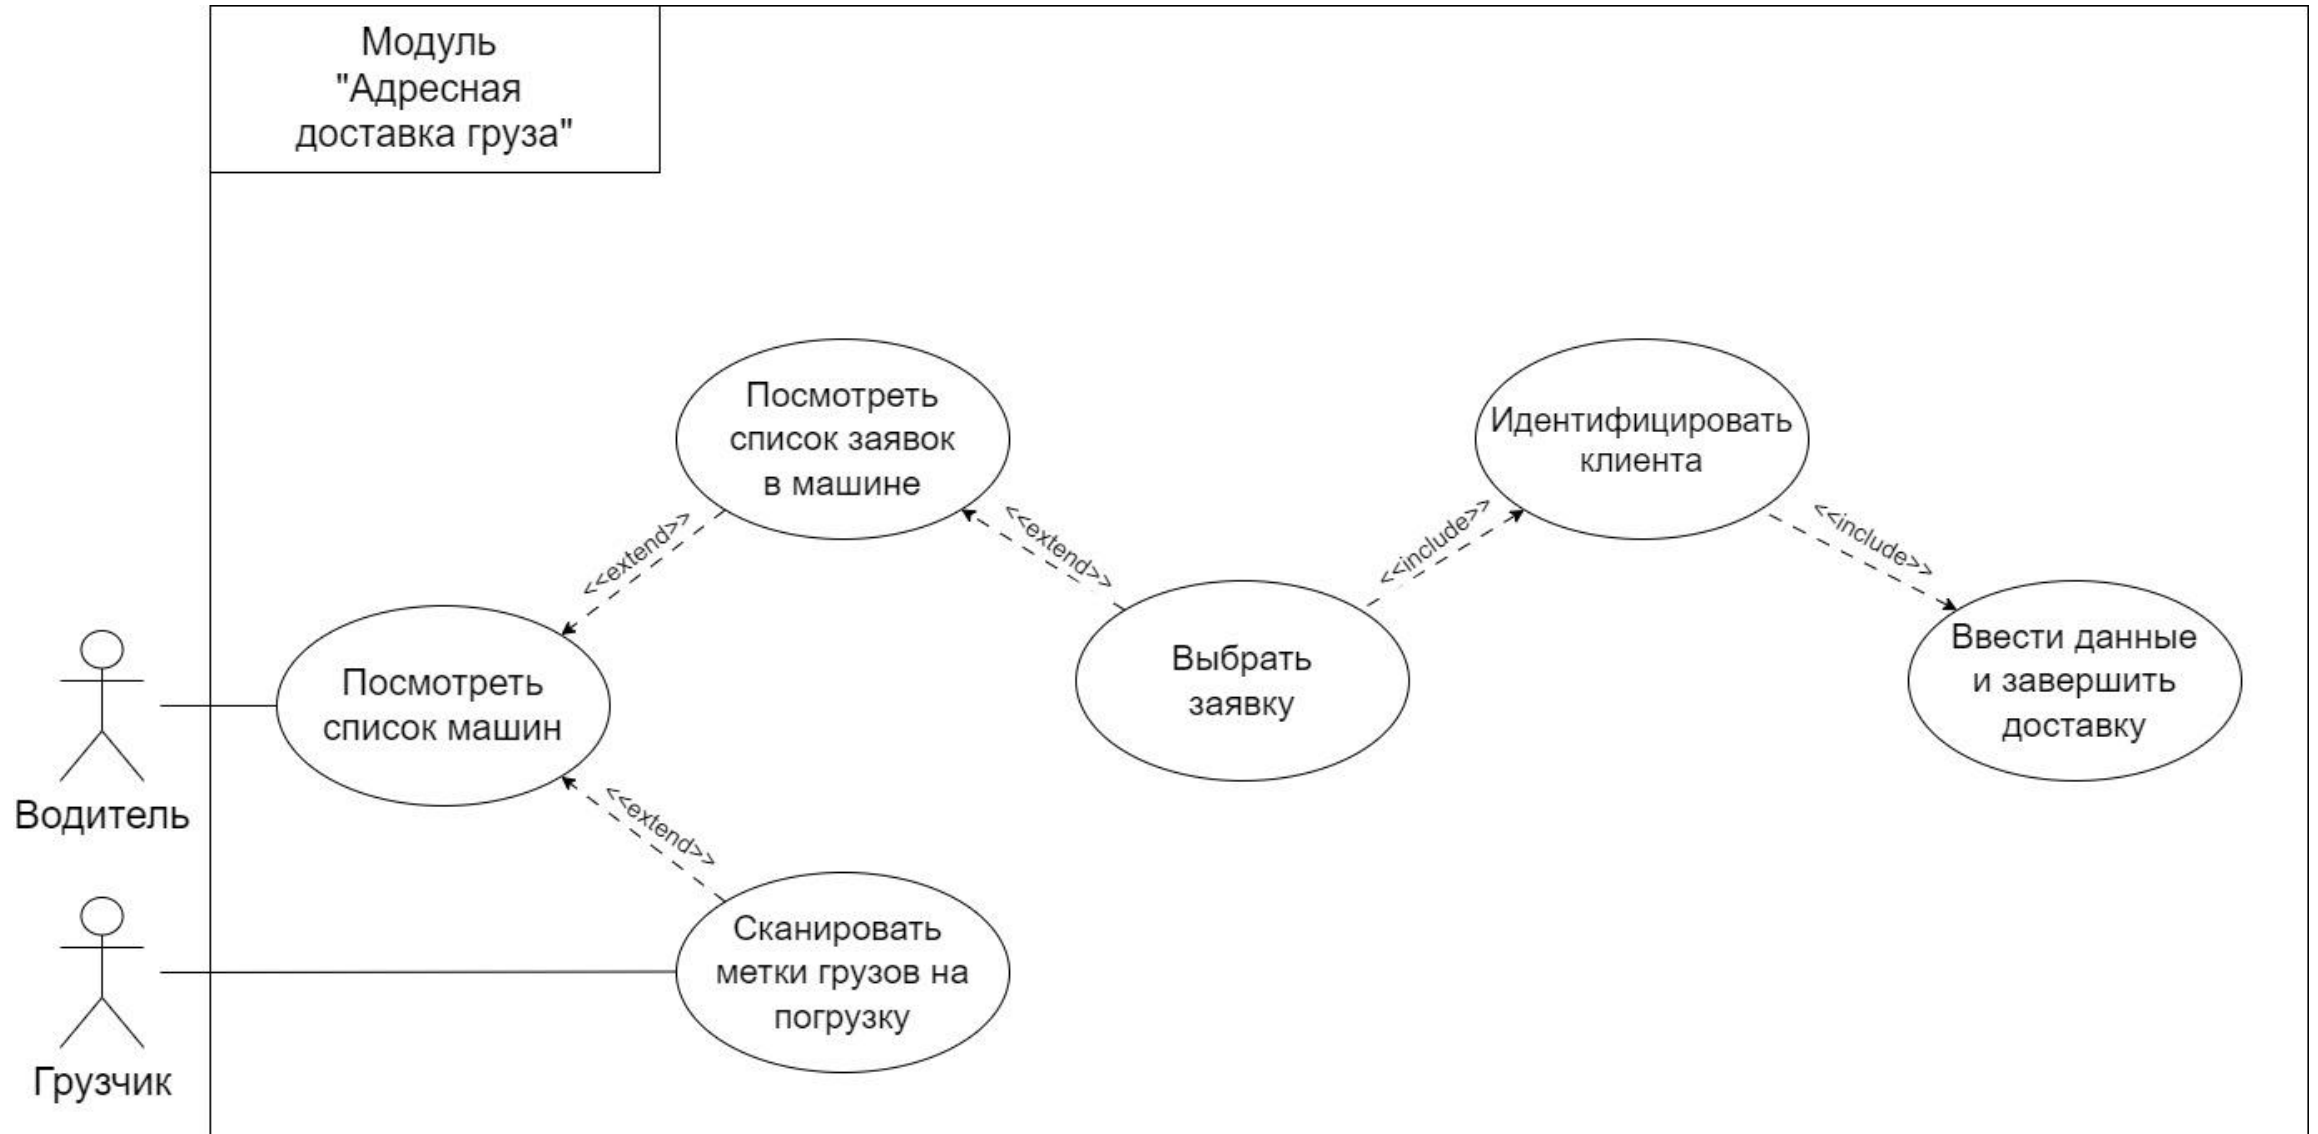 Модуль
"Адресная
доставка груза"
Посмотреть
список заявок
в машине
Идентифицировать
клиента
<<extend>>
<<extend>>
<<include>>
<<include>>
Посмотреть
список машин
Выбрать
заявку
Ввести данные
и завершить
доставку
Водитель
<<extend>>
Сканировать
метки грузов на
погрузку
Грузчик